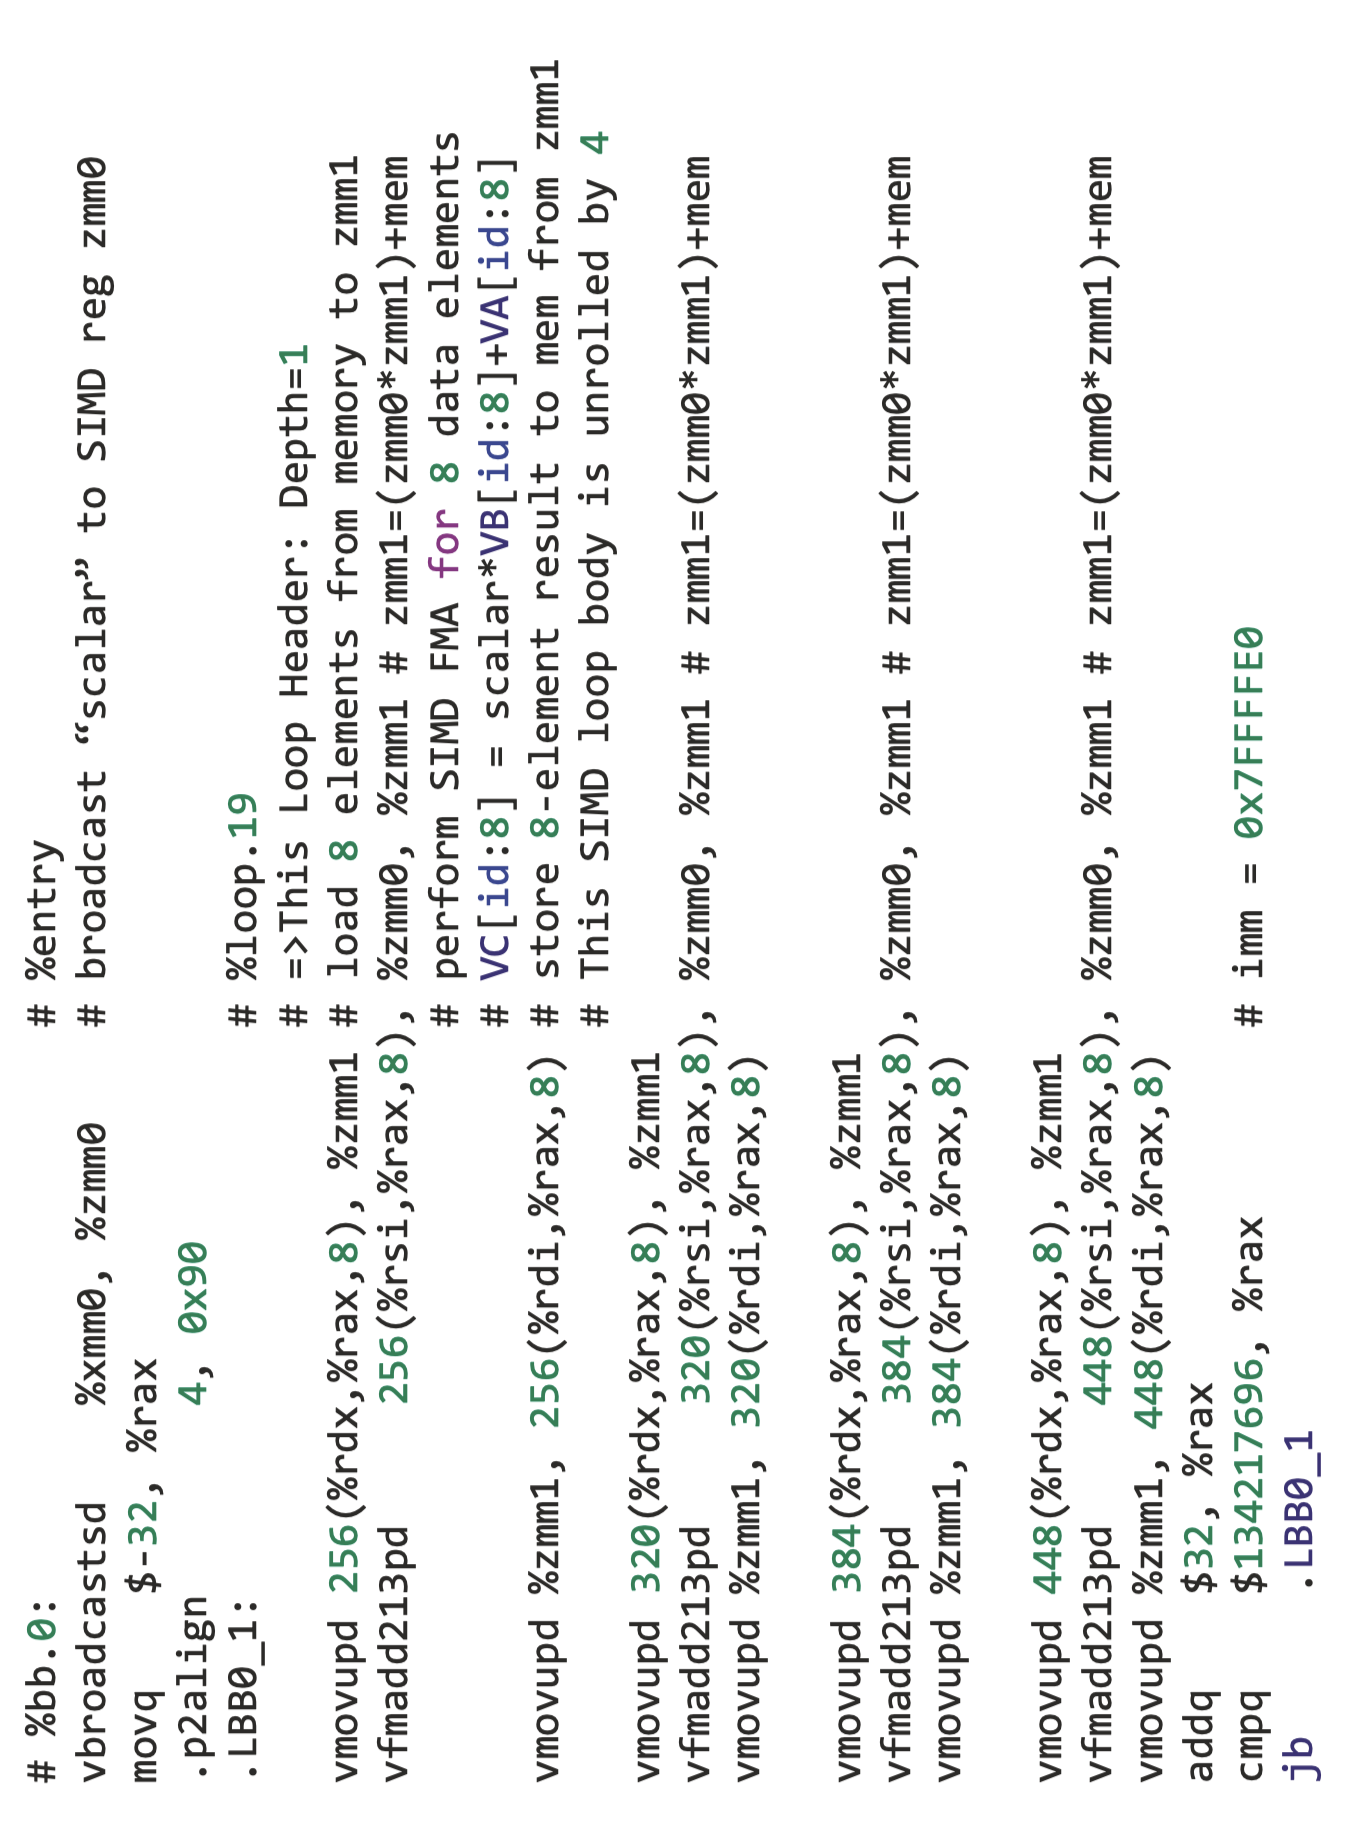 # %bb.0: # %entry
vbroadcastsd %xmm0, %zmm0 # broadcast “scalar” to SIMD reg zmm0
movq $-32, %rax
.p2align 4, 0x90
.LBB0_1: # %loop.19
# =>This Loop Header: Depth=1
vmovupd 256(%rdx,%rax,8), %zmm1 # load 8 elements from memory to zmm1
vfmadd213pd 256(%rsi,%rax,8), %zmm0, %zmm1 # zmm1=(zmm0*zmm1)+mem
# perform SIMD FMA for 8 data elements
# VC[id:8] = scalar*VB[id:8]+VA[id:8]
vmovupd %zmm1, 256(%rdi,%rax,8) # store 8-element result to mem from zmm1
# This SIMD loop body is unrolled by 4
vmovupd 320(%rdx,%rax,8), %zmm1
vfmadd213pd 320(%rsi,%rax,8), %zmm0, %zmm1 # zmm1=(zmm0*zmm1)+mem
vmovupd %zmm1, 320(%rdi,%rax,8)
vmovupd 384(%rdx,%rax,8), %zmm1
vfmadd213pd 384(%rsi,%rax,8), %zmm0, %zmm1 # zmm1=(zmm0*zmm1)+mem
vmovupd %zmm1, 384(%rdi,%rax,8)
vmovupd 448(%rdx,%rax,8), %zmm1
vfmadd213pd 448(%rsi,%rax,8), %zmm0, %zmm1 # zmm1=(zmm0*zmm1)+mem
vmovupd %zmm1, 448(%rdi,%rax,8)
addq $32, %rax
cmpq $134217696, %rax # imm = 0x7FFFFE0
jb .LBB0_1